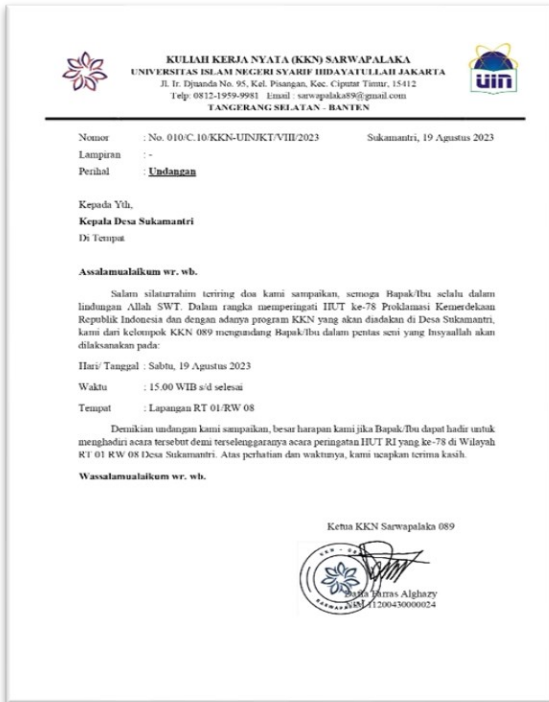 KULIAH KERJA NYATA (KKN) SARWAPALAKA
UNIVERSITAS ISLAM NEGERI SYARIF HIDAYATULLAH JAKARTA
Jl. Ir. Djuanda No. 95, Kel. Pisangan, Kec. Ciputat Timur, 15412
Telp: 0812-1959-9981 Email : sarwapalaka89@gmail.com
TANGERANG SELATAN - BANTEN
uin
Nomor : No. 010/C.10/KKN-UINJKT/VIII/2023 Sukamantri, 19 Agustus 2023
Lampiran : -
Perihal : Undangan
Kepada Yth,
Kepala Desa Sukamantri
Di Tempat
Assalamualaikum wr. wb.
Salam silaturrahim teriring doa kami sampaikan, semoga Bapak/Ibu selalu dalam
lindungan Allah SWT. Dalam rangka memperingati HUT ke-78 Proklamasi Kemerdekaan
Republik Indonesia dan dengan adanya program KKN yang akan diadakan di Desa Sukamantri,
kami dari kelompok KKN 089 mengundang Bapak/Ibu dalam pentas seni yang Insyaallah akan
dilaksanakan pada:
Hari/ Tanggal : Sabtu, 19 Agustus 2023
Waktu : 15.00 WIB s/d selesai
Tempat : Lapangan RT 01/RW 08
Demikian undangan kami sampaikan, besar harapan kami jika Bapak/Ibu dapat hadir untuk
menghadiri acara tersebut demi terselenggaranya acara peringatan HUT RI yang ke-78 di Wilayah
RT 01 RW 08 Desa Sukamantri. Atas perhatian dan waktunya, kami ucapkan terima kasih.
Wassalamualaikum wr. wb.
Ketua KKN Sarwapalaka 089
Farras Alghazy
11200430000024